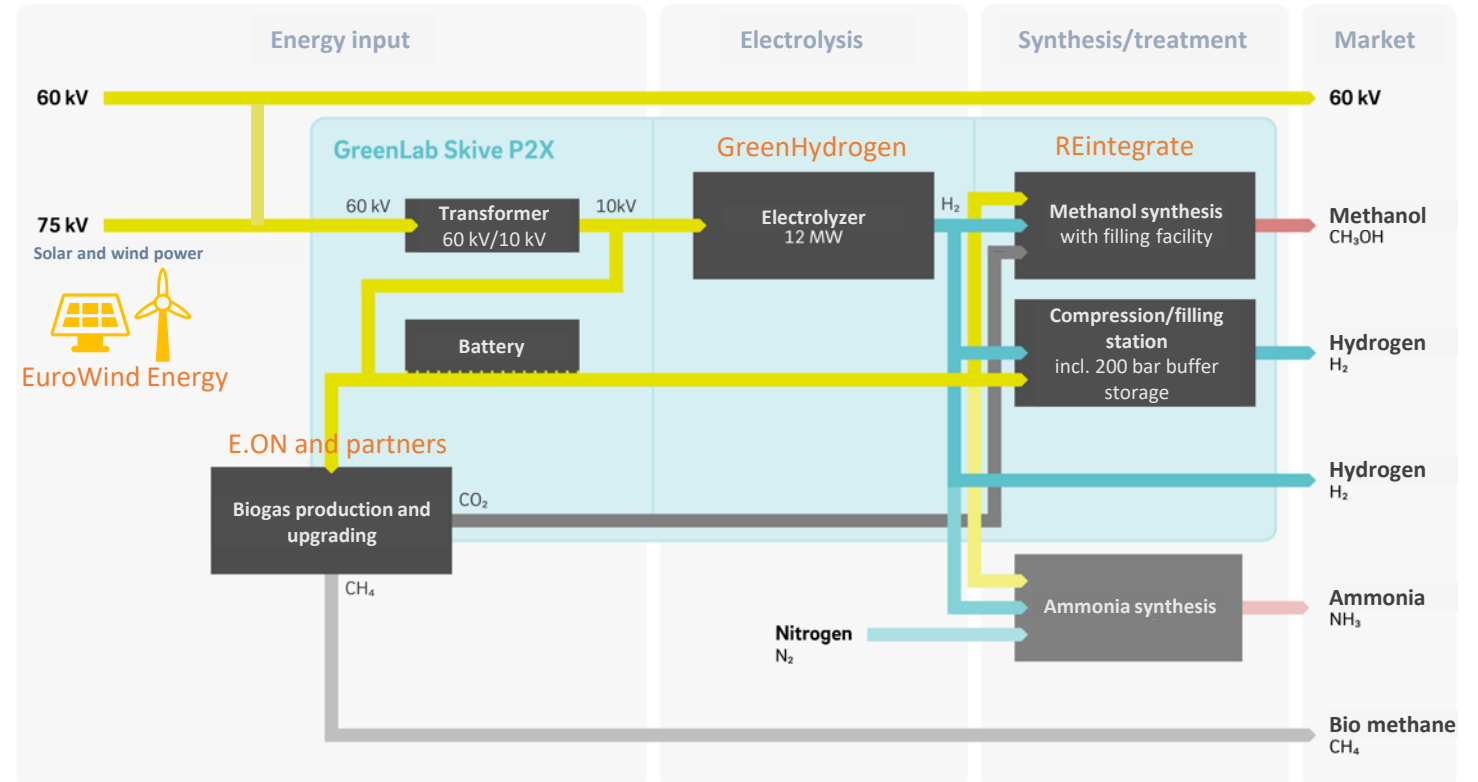 Energy input
Electrolysis
Synthesis/treatment
Market
60 kV
60 kV
GreenLab Skive P2X
GreenHydrogen
REintegrate
75 kV
Solar and wind power
EuroWind Energy
60 kV
Transformer
60 kV/10 kV
10kV
Electrolyzer
12 MW
H₂
Methanol synthesis
with filling facility
Methanol
CH₃OH
Battery
Compression/filling
station
incl. 200 bar buffer
storage
Hydrogen
H₂
E.ON and partners
Biogas production and
upgrading
CO₂
Hydrogen
H₂
CH₄
Nitrogen
N₂
Ammonia synthesis
Ammonia
NH₃
Bio methane
CH₄